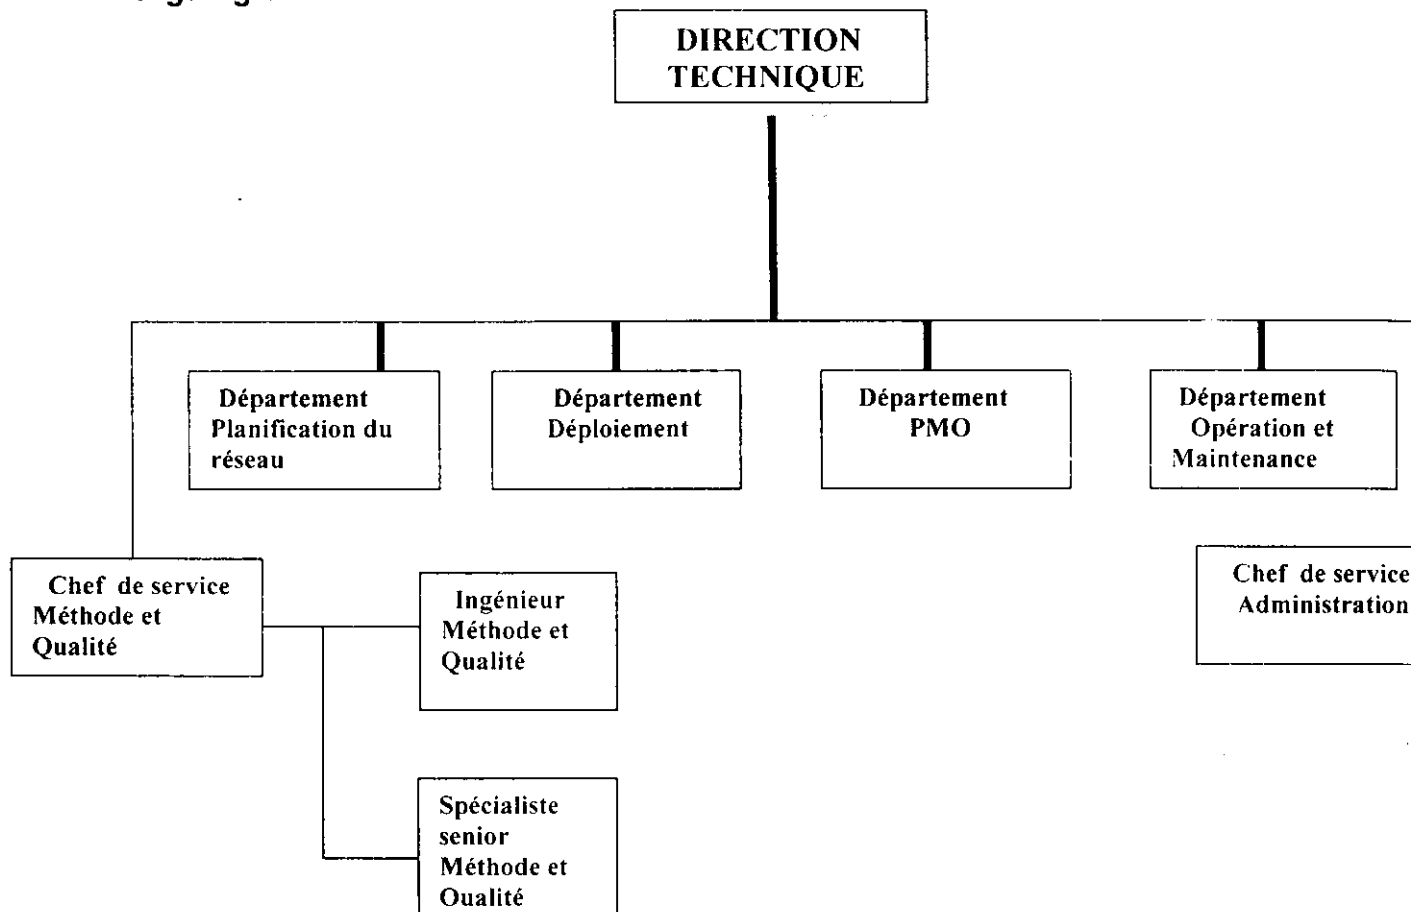 DIRECTION
TECHNIQUE
Département
Planification du
réseau
Département
Déploiement
Département
PMO
Département
Opération et
Maintenance
Chef de service
Méthode et
Qualité
Ingénieur
Méthode et
Qualité
Chef de service
Administration
Spécialiste
senior
Méthode et
Qualité